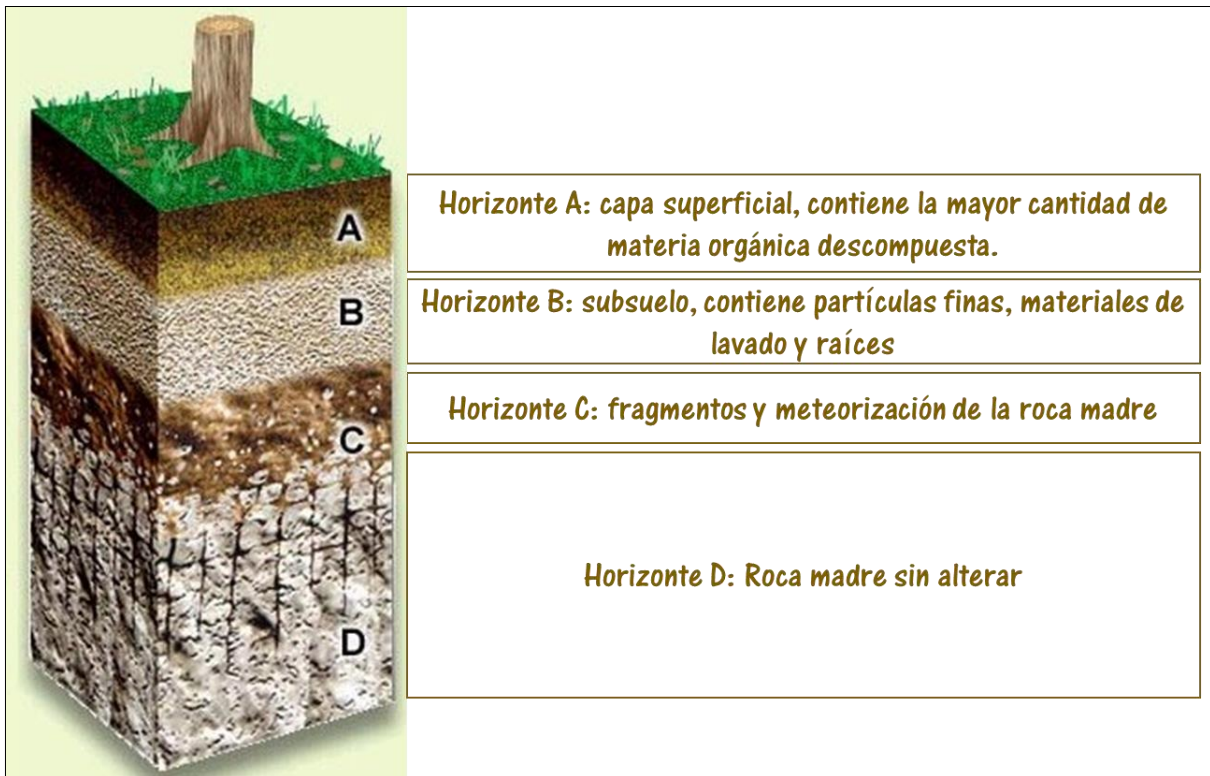 A
B
C
D
Horizonte A: capa superficial, contiene la mayor cantidad de
materia orgánica descompuesta.
Horizonte B: subsuelo, contiene partículas finas, materiales de
lavado y raíces
Horizonte C: fragmentos y meteorización de la roca madre
Horizonte D: Roca madre sin alterar